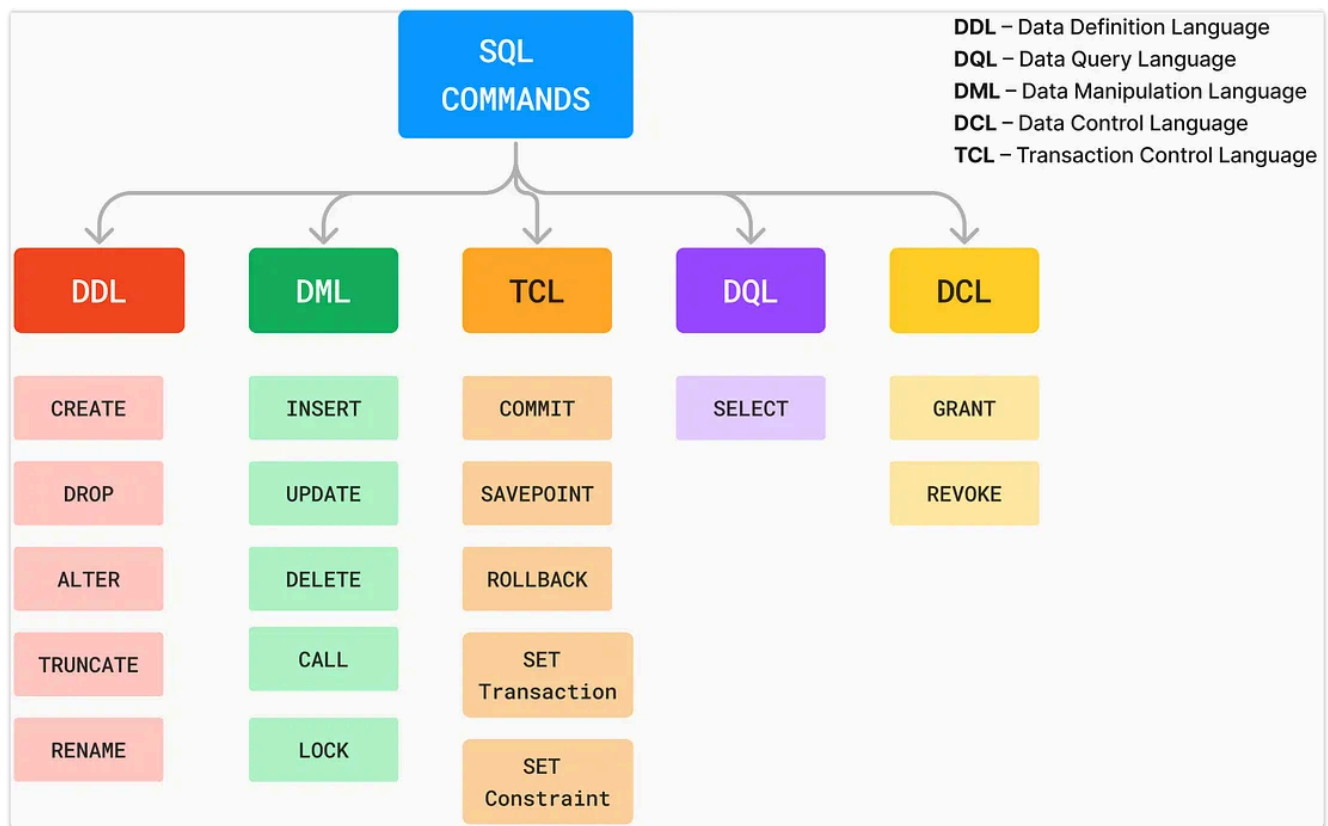 SQL
COMMANDS
DDL – Data Definition Language
DQL – Data Query Language
DML – Data Manipulation Language
DCL – Data Control Language
TCL – Transaction Control Language
DDL
DML
TCL
DQL
DCL
CREATE
INSERT
COMMIT
SELECT
GRANT
DROP
UPDATE
SAVEPOINT
REVOKE
ALTER
DELETE
ROLLBACK
TRUNCATE
CALL
SET
Transaction
RENAME
LOCK
SET
Constraint